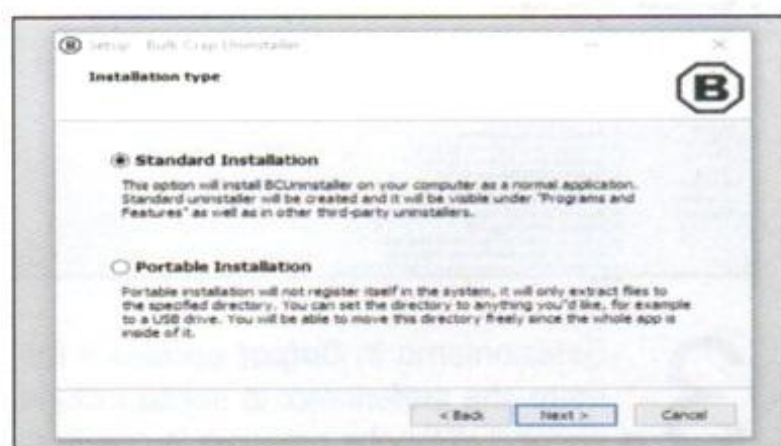 Setup Bulk Crap Uninstaller
Installation type
B
Standard Installation
This option will install BCUninstaller on your computer as a normal application.
Standard uninstaller will be created and it will be visible under "Programs and
Features" as well as in other third-party uninstallers.
Portable Installation
Portable installation will not register itself in the system, it will only extract files to
the specified directory. You can set the directory to anything you"d like, for example
to a USB drive. You will be able to move this directory freely since the whole app is
inside of it.
< Back
Next >
Cancel